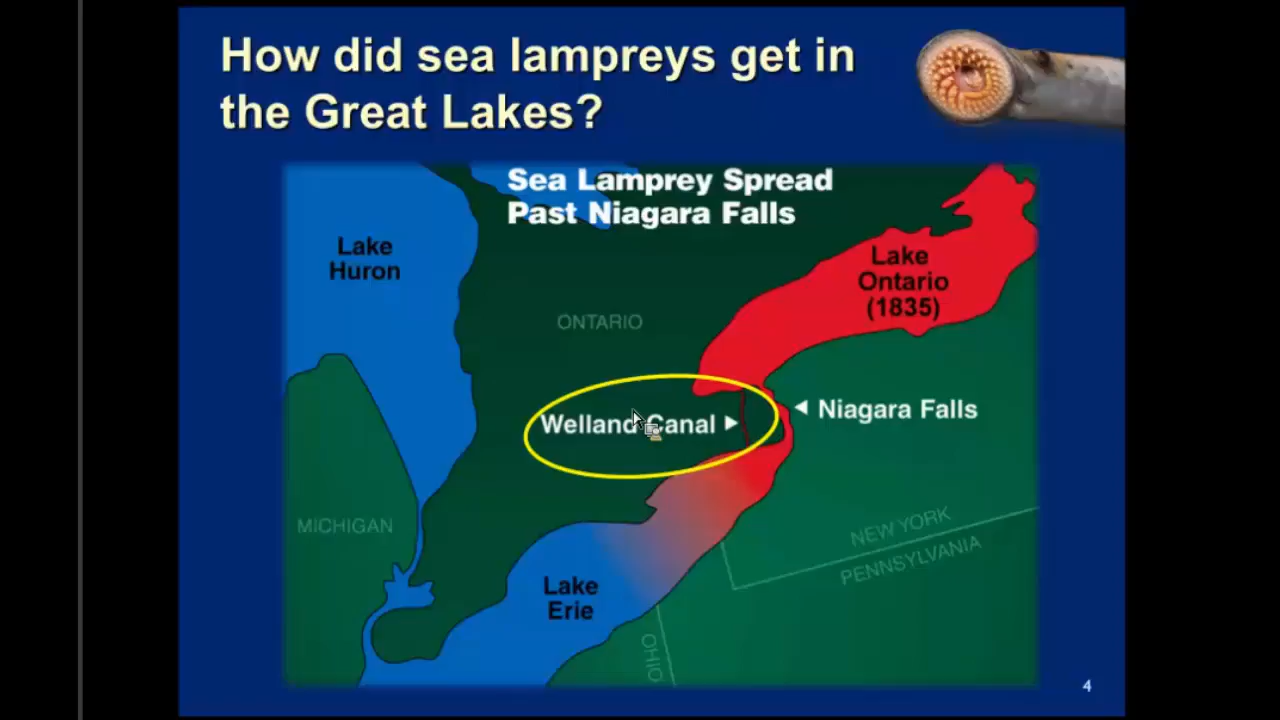 How did sea lampreys get in
the Great Lakes?
Sea Lamprey Spread
Past Niagara Falls
Lake
Huron
Lake
Ontario
(1835)
ONTARIO
Welland Canal
Niagara Falls
MICHIGAN
NEW YORK
PENNSYLVANIA
Lake
Erie
OHIO
4